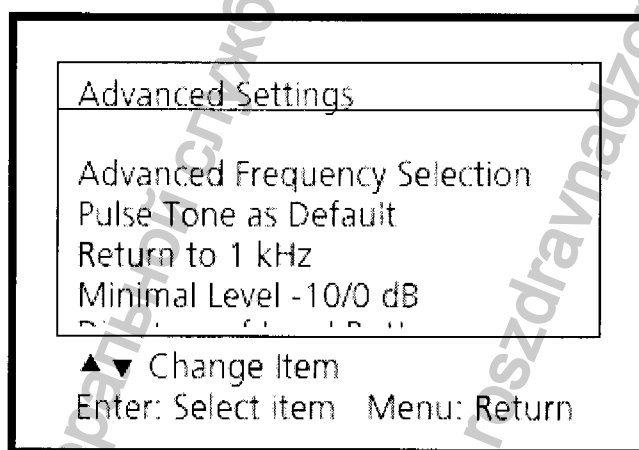 Advanced Settings
Advanced Frequency Selection
Pulse Tone as Default
Return to 1 kHz
Minimal Level -10/0 dB
▲ ▼ Change Item
Enter: Select item Menu: Return
roszdravnadzo